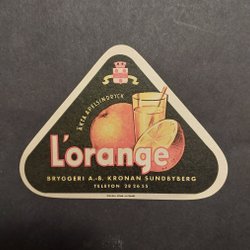 ÄKTA APELSINDRYCK
L'orange
BRYGGERI A.-B. KRONAN SUNDBYBERG
TELEFON 28 26 55